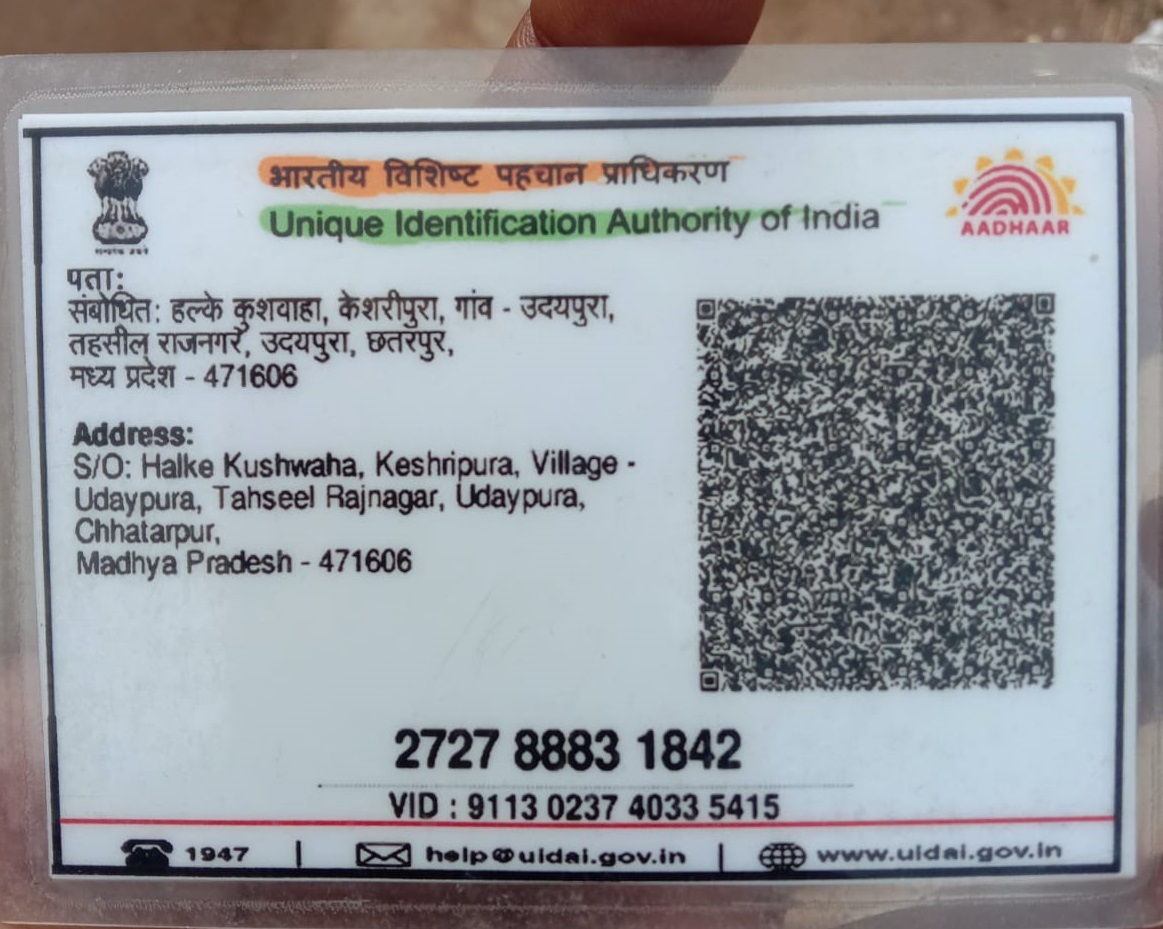 भारतीय विशिष्ट पहचान प्राधिकरण
Unique Identification Authority of India
AADHAAR
पता:
संबोधित: हल्के कुशवाहा, केशरीपुरा, गांव - उदयपुरा,
तहसील राजनगर, उदयपुरा, छतरपुर,
मध्य प्रदेश - 471606
Address:
S/O: Halke Kushwaha, Keshripura, Village -
Udaypura, Tahseel Rajnagar, Udaypura,
Chhatarpur,
Madhya Pradesh - 471606
2727 8883 1842
VID : 9113 0237 4033 5415
1947 | help@uidai.gov.in | www.uidai.gov.in